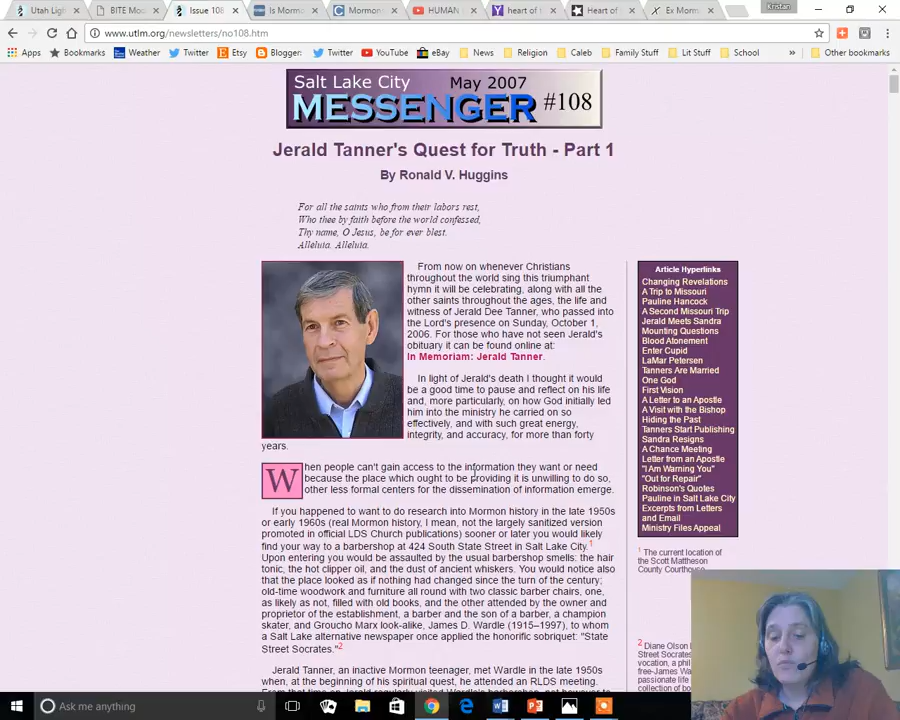 Kristan
Utah Ligh
BITE Moo
Issue 108
Is Mormo
Mormon
HUMAN
heart of
Heart of
Ex Morm
www.utlm.org/newsletters/no108.htm
Apps Bookmarks Weather Twitter Etsy Blogger: Twitter YouTube eBay News Religion Caleb Family Stuff Lit Stuff School » Other bookmarks
Salt Lake City May 2007
MESSENGER #108
Jerald Tanner's Quest for Truth - Part 1
By Ronald V. Huggins
For all the saints who from their labors rest,
Who thee by faith before the world confessed,
Thy name, O Jesus, be for ever blest.
Alleluia, Alleluia.
From now on whenever Christians
throughout the world sing this triumphant
hymn it will be celebrating, along with all the
other saints throughout the ages, the life and
witness of Jerald Dee Tanner, who passed into
the Lord's presence on Sunday, October 1,
2006. For those who have not seen Jerald's
obituary it can be found online at:
In Memoriam: Jerald Tanner.
In light of Jerald's death I thought it would
be a good time to pause and reflect on his life
and, more particularly, on how God initially led
him into the ministry he carried on so
effectively, and with such great energy,
integrity, and accuracy, for more than forty
years.
When people can't gain access to the information they want or need
because the place which ought to be providing it is unwilling to do so,
other less formal centers for the dissemination of information emerge.
If you happened to want to do research into Mormon history in the late 1950s
or early 1960s (real Mormon history, I mean, not the largely sanitized version
promoted in official LDS Church publications) sooner or later you would likely
find your way to a barbershop at 424 South State Street in Salt Lake City.1
Upon entering you would be assaulted by the usual barbershop smells: the hair
tonic, the hot clipper oil, and the dust of ancient whiskers. You would notice also
that the place looked as if nothing had changed since the turn of the century;
old-time woodwork and furniture all round with two classic barber chairs, one,
as likely as not, filled with old books, and the other attended by the owner and
proprietor of the establishment, a barber and the son of a barber, a champion
skater, and Groucho Marx look-alike, James D. Wardle (1915–1997), to whom
a Salt Lake alternative newspaper once applied the honorific sobriquet: "State
Street Socrates."2
Jerald Tanner, an inactive Mormon teenager, met Wardle in the late 1950s
when, at the beginning of his spiritual quest, he attended an RLDS meeting.
From that time on Jerald regularly visited Wardle's barbershop, not however to
Article Hyperlinks
Changing Revelations
A Trip to Missouri
Pauline Hancock
A Second Missouri Trip
Jerald Meets Sandra
Mounting Questions
Blood Atonement
Enter Cupid
LaMar Petersen
Tanners Are Married
One God
First Vision
A Letter to an Apostle
A Visit with the Bishop
Hiding the Past
Tanners Start Publishing
Sandra Resigns
A Chance Meeting
Letter from an Apostle
"I Am Warning You"
"Out for Repair"
Robinson's Quotes
Pauline in Salt Lake City
Excerpts from Letters
and Email
Ministry Files Appeal
1 The current location of
the Scott Mattheson
County Courthouse
2 Diane Olson
Street Socrates
vocation, a phil
free-James Wa
passionate life
collection of bo
Ask me anything